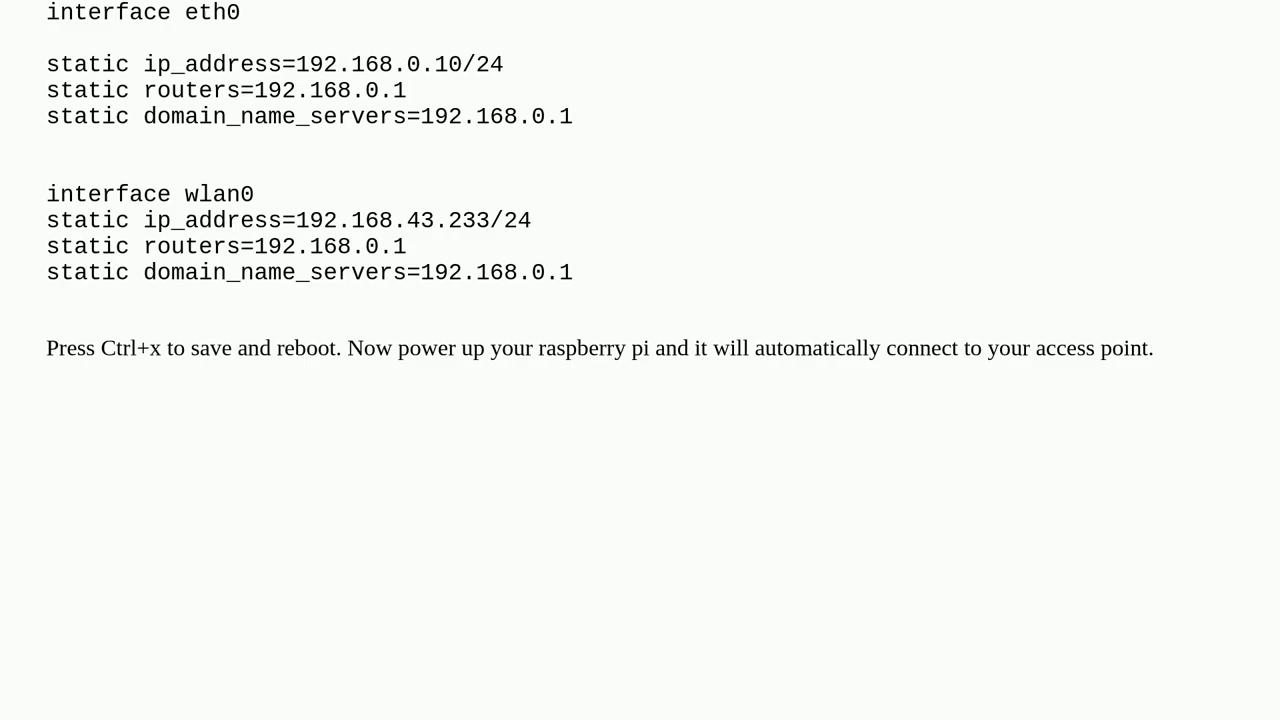 interface eth0
static ip_address=192.168.0.10/24
static routers=192.168.0.1
static domain_name_servers=192.168.0.1
interface wlan0
static ip_address=192.168.43.233/24
static routers=192.168.0.1
static domain_name_servers=192.168.0.1
Press Ctrl+x to save and reboot. Now power up your raspberry pi and it will automatically connect to your access point.